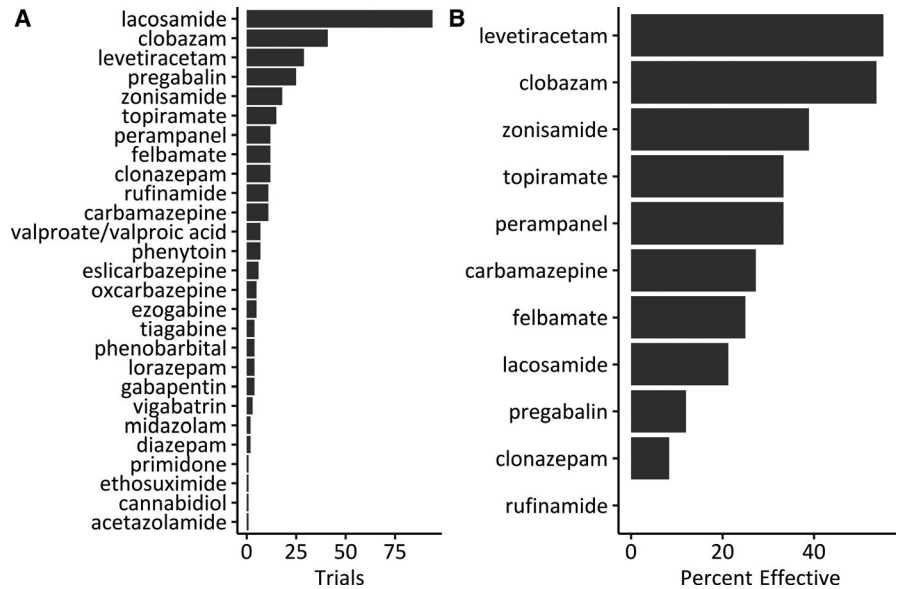 A
lacosamide
clobazam
levetiracetam
pregabalin
zonisamide
topiramate
perampanel
felbamate
clonazepam
rufinamide
carbamazepine
valproate/valproic acid
phenytoin
eslicarbazepine
oxcarbazepine
ezogabine
tiagabine
phenobarbital
lorazepam
gabapentin
vigabatrin
midazolam
diazepam
primidone
ethosuximide
cannabidiol
acetazolamide
0 25 50 75
Trials
B
levetiracetam
clobazam
zonisamide
topiramate
perampanel
carbamazepine
felbamate
lacosamide
pregabalin
clonazepam
rufinamide
0 20 40
Percent Effective